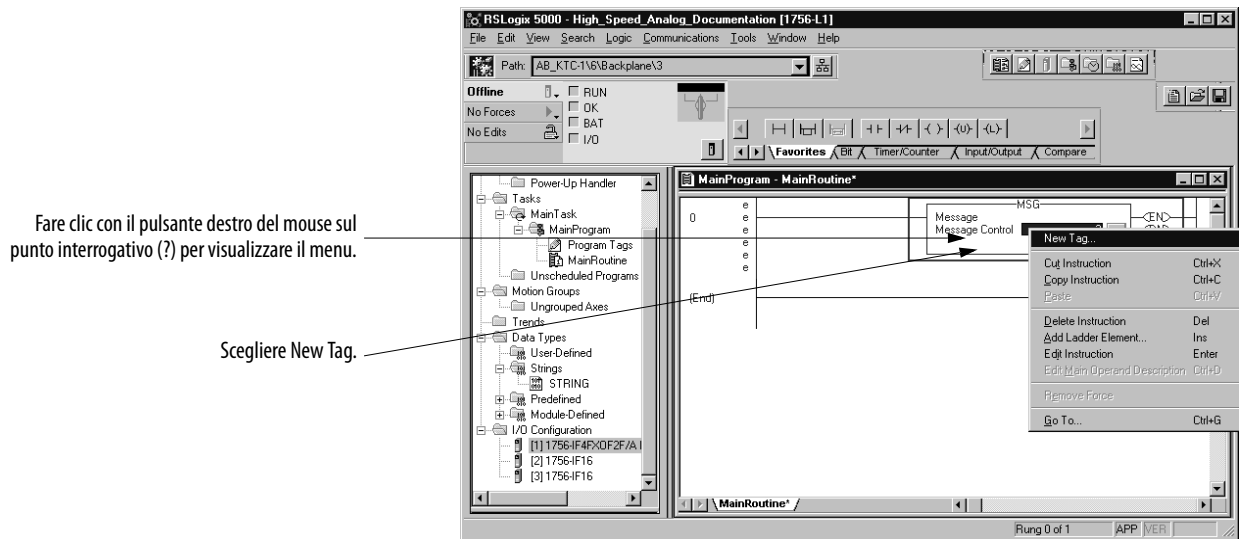 Fare clic con il pulsante destro del mouse sul
punto interrogativo (?) per visualizzare il menu.
Scegliere New Tag.
RSLogix 5000 - High_Speed_Analog_Documentation [1756-L1]
File Edit View Search Logic Communications Tools Window Help
Path: AB_KTC-1\6\Backplane\3
Offline
No Forces
No Edits
RUN
OK
BAT
I/O
Favorites Bit Timer/Counter Input/Output Compare
Power-Up Handler
Tasks
MainTask
MainProgram
Program Tags
MainRoutine
Unscheduled Programs
Motion Groups
Ungrouped Axes
Trends
Data Types
User-Defined
Strings
STRING
Predefined
Module-Defined
I/O Configuration
[1] 1756-IF4FXOF2F/A
[2] 1756-IF16
[3] 1756-IF16
MainProgram - MainRoutine*
0
e
e
e
e
e
e
(End)
MSG
Message
Message Control
(EN)
New Tag...
Cut Instruction Ctrl+X
Copy Instruction Ctrl+C
Paste Ctrl+V
Delete Instruction Del
Add Ladder Element... Ins
Edit Instruction Enter
Edit Main Operand Description Ctrl+D
Remove Force
Go To... Ctrl+G
MainRoutine*
Rung 0 of 1 APP VER